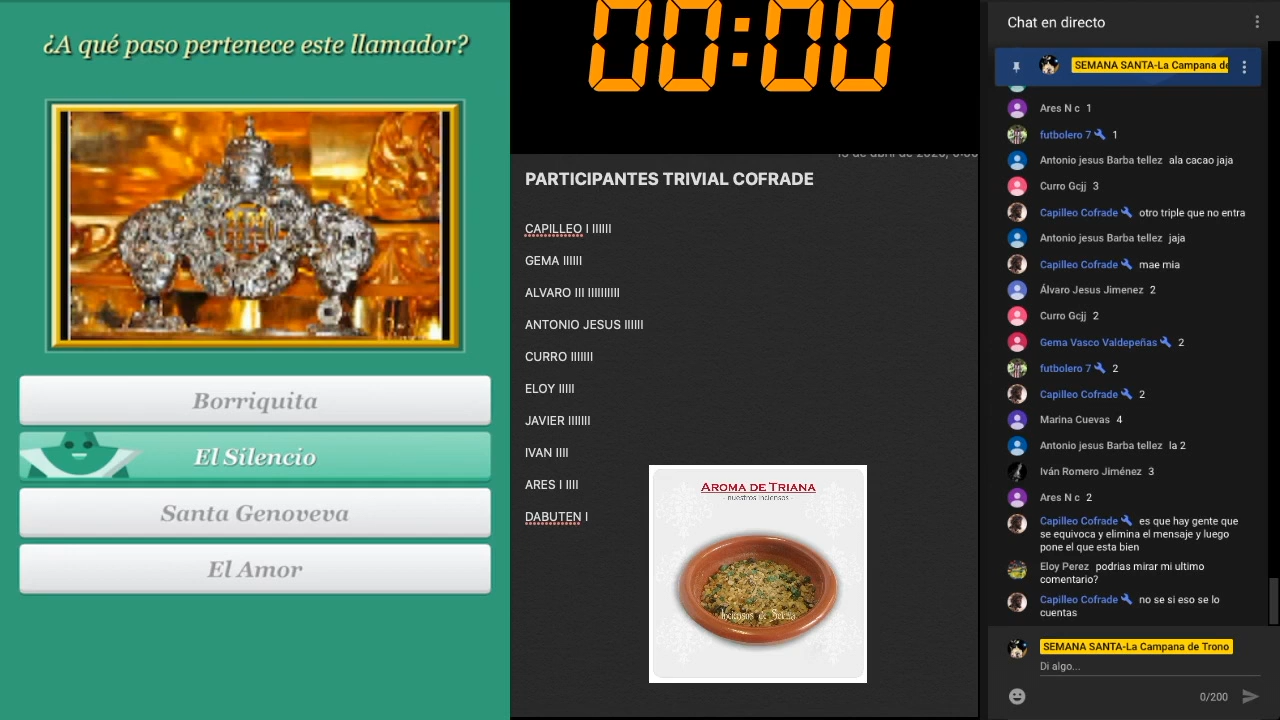 ¿A qué paso pertenece este llamador?
Borriquita
El Silencio
Santa Genoveva
El Amor
00:00
PARTICIPANTES TRIVIAL COFRADE
CAPILLEO I IIIIII
GEMA IIIIII
ALVARO III IIIIIIIIII
ANTONIO JESUS IIIIII
CURRO IIIIIII
ELOY IIIII
JAVIER IIIIIII
IVAN IIII
ARES I IIII
DABUTEN I
AROMA DE TRIANA
- nuestros inciensos -
Inciensos de Sevilla
Chat en directo
SEMANA SANTA-La Campana de
Ares N c 1
futbolero 7 1
Antonio jesus Barba tellez ala cacao jaja
Curro Gcjj 3
Capilleo Cofrade otro triple que no entra
Antonio jesus Barba tellez jaja
Capilleo Cofrade mae mia
Álvaro Jesus Jimenez 2
Curro Gcjj 2
Gema Vasco Valdepeñas 2
futbolero 7 2
Capilleo Cofrade 2
Marina Cuevas 4
Antonio jesus Barba tellez la 2
Iván Romero Jiménez 3
Ares N c 2
Capilleo Cofrade es que hay gente que
se equivoca y elimina el mensaje y luego
pone el que esta bien
Eloy Perez podrias mirar mi ultimo
comentario?
Capilleo Cofrade no se si eso se lo
cuentas
SEMANA SANTA-La Campana de Trono
Di algo...
0/200